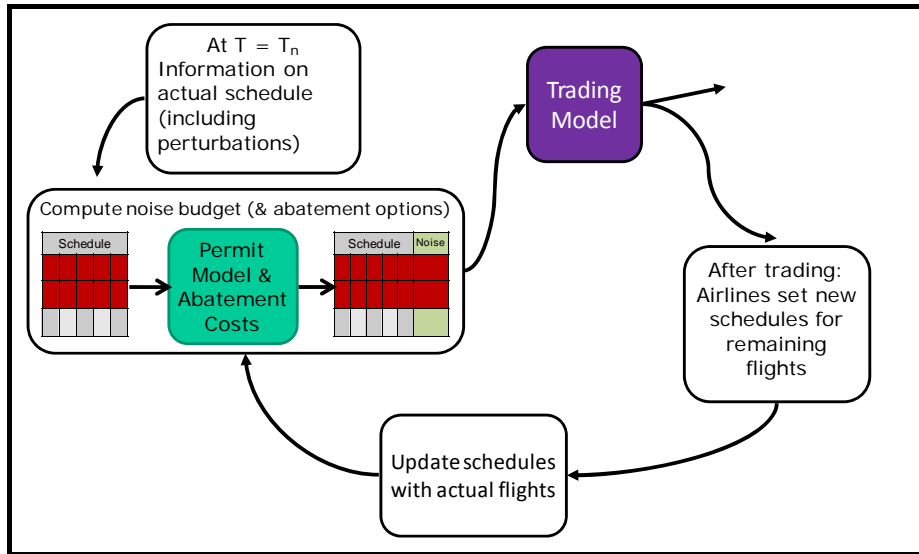 At T = Tn
Information on
actual schedule
(including
perturbations)
Trading
Model
Compute noise budget (& abatement options)
Schedule
Permit
Model &
Abatement
Costs
Schedule
Noise
After trading:
Airlines set new
schedules for
remaining
flights
Update schedules
with actual flights